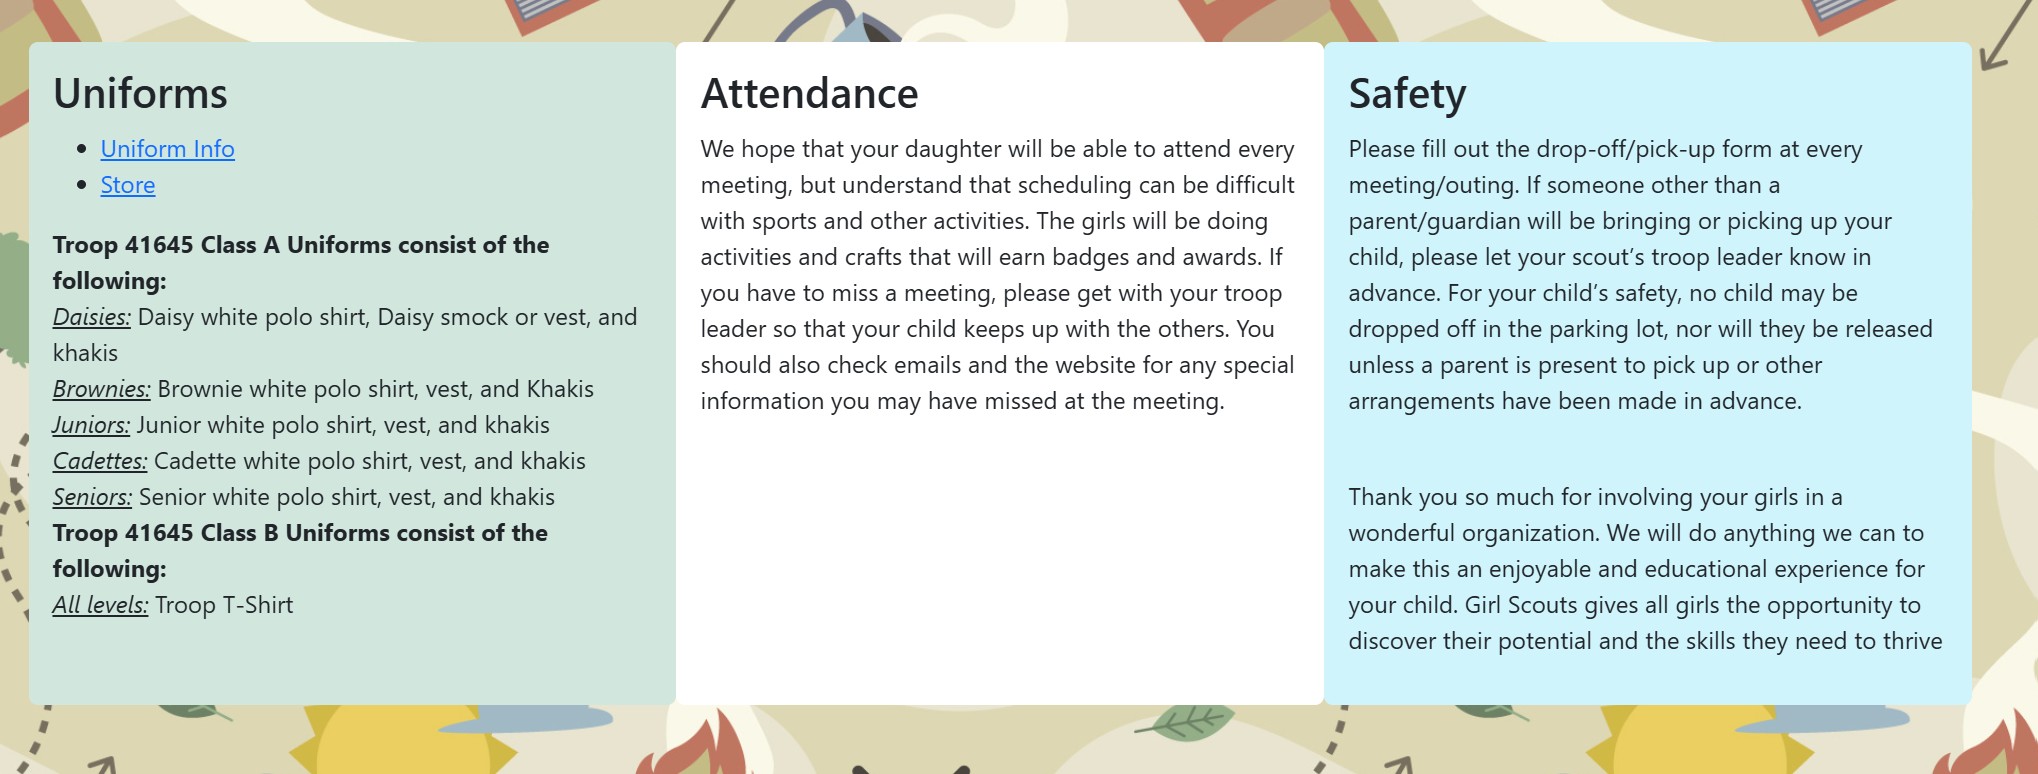 Uniforms
Uniform Info
Store
Troop 41645 Class A Uniforms consist of the
following:
Daisies: Daisy white polo shirt, Daisy smock or vest, and
khakis
Brownies: Brownie white polo shirt, vest, and Khakis
Juniors: Junior white polo shirt, vest, and khakis
Cadettes: Cadette white polo shirt, vest, and khakis
Seniors: Senior white polo shirt, vest, and khakis
Troop 41645 Class B Uniforms consist of the
following:
All levels: Troop T-Shirt
Attendance
We hope that your daughter will be able to attend every
meeting, but understand that scheduling can be difficult
with sports and other activities. The girls will be doing
activities and crafts that will earn badges and awards. If
you have to miss a meeting, please get with your troop
leader so that your child keeps up with the others. You
should also check emails and the website for any special
information you may have missed at the meeting.
Safety
Please fill out the drop-off/pick-up form at every
meeting/outing. If someone other than a
parent/guardian will be bringing or picking up your
child, please let your scout’s troop leader know in
advance. For your child’s safety, no child may be
dropped off in the parking lot, nor will they be released
unless a parent is present to pick up or other
arrangements have been made in advance.
Thank you so much for involving your girls in a
wonderful organization. We will do anything we can to
make this an enjoyable and educational experience for
your child. Girl Scouts gives all girls the opportunity to
discover their potential and the skills they need to thrive